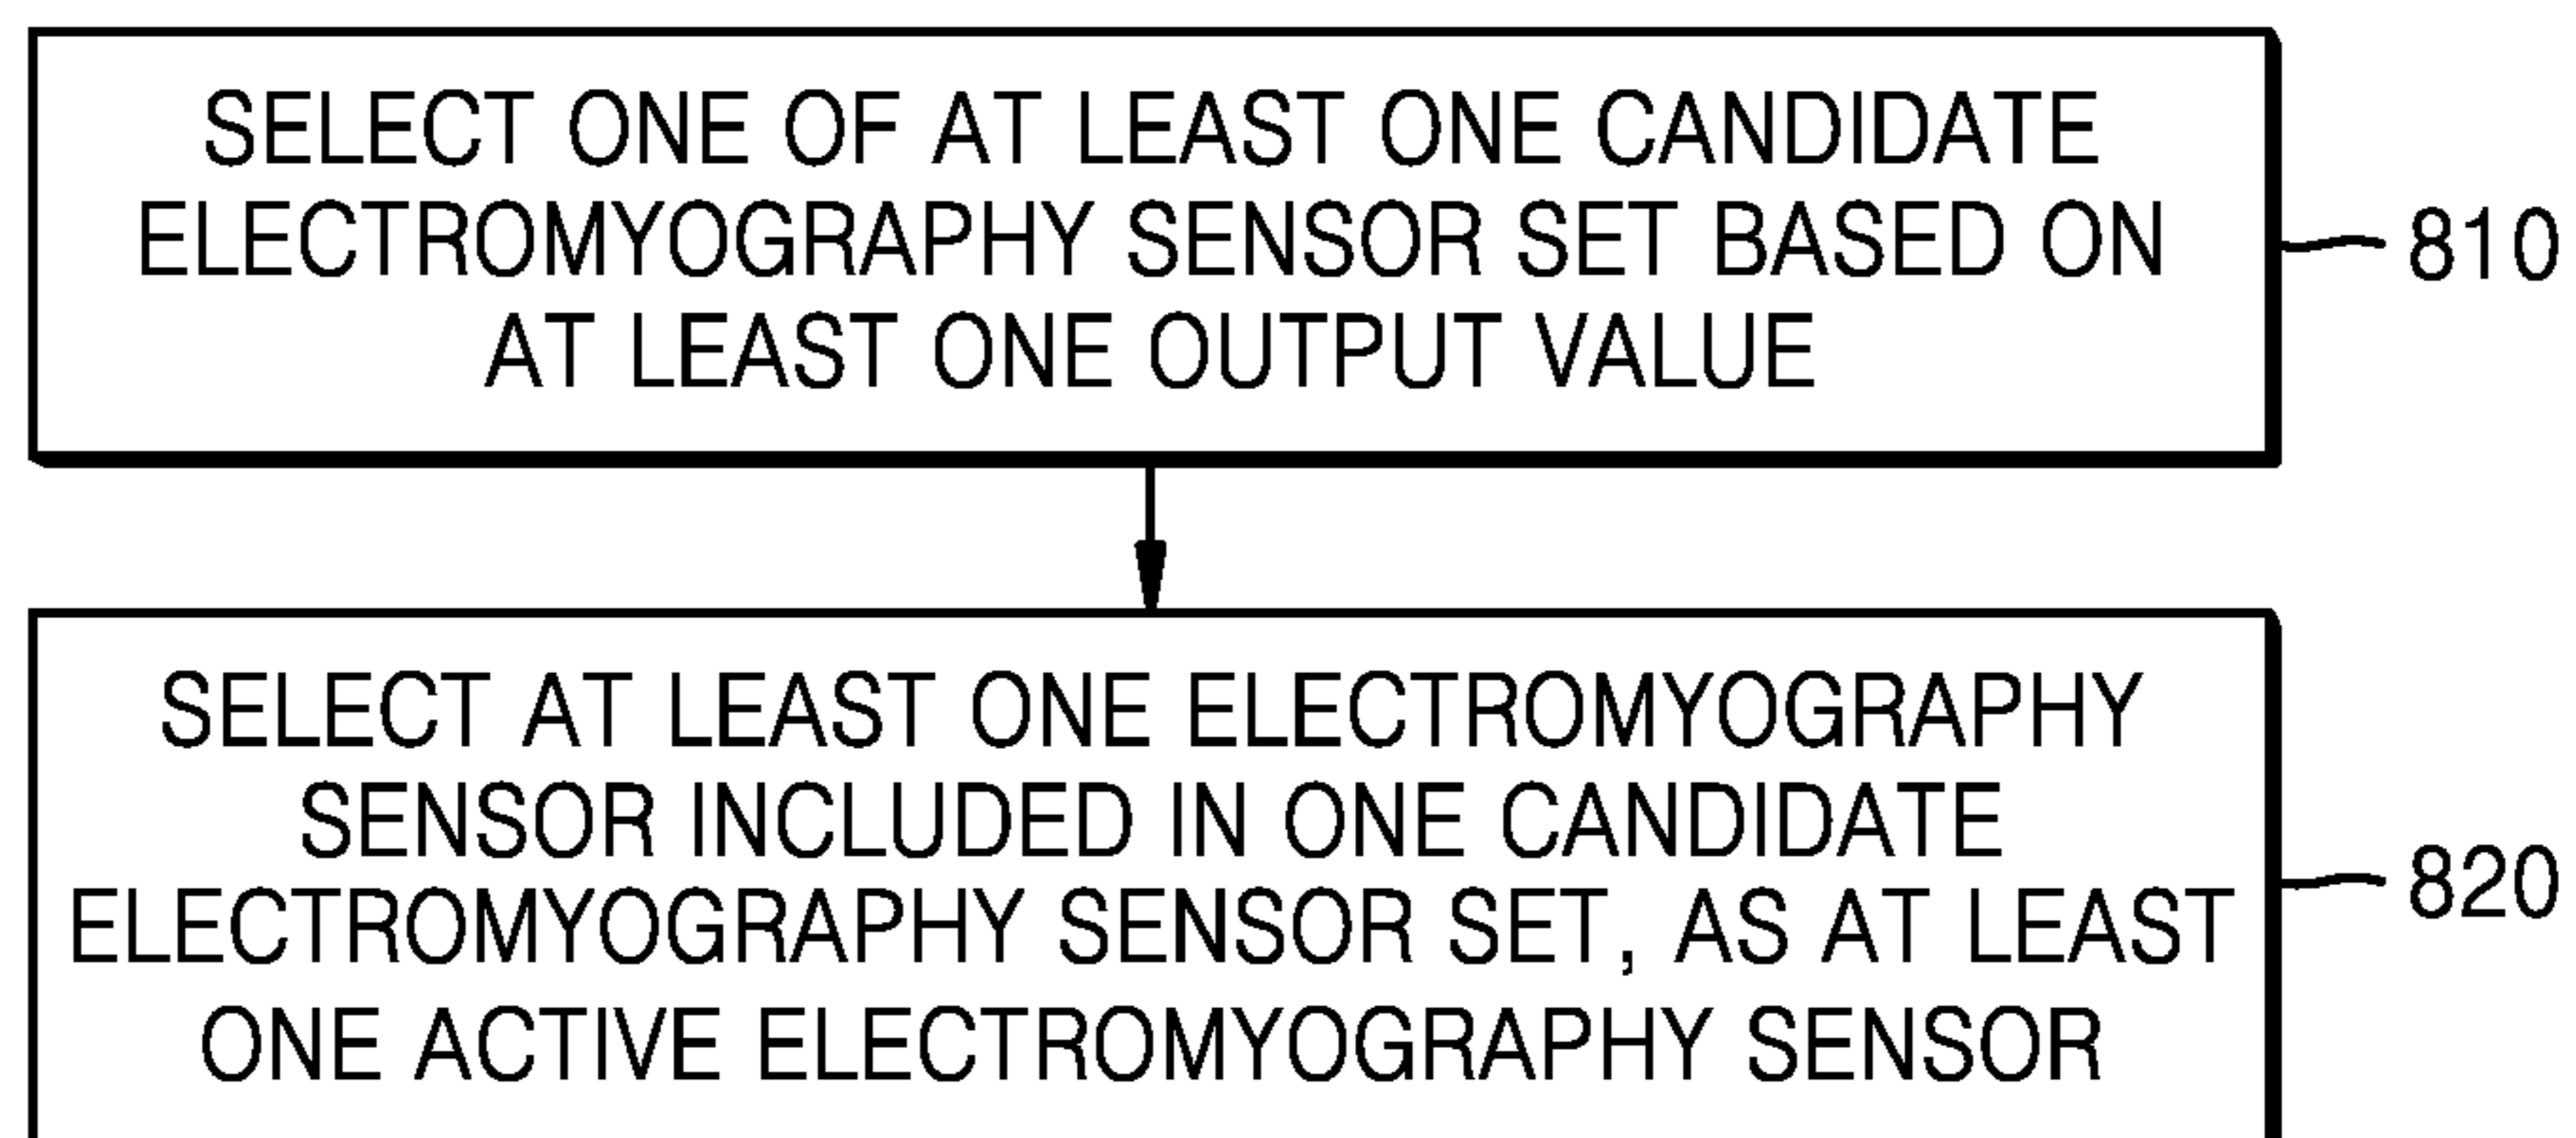 SELECT ONE OF AT LEAST ONE CANDIDATE
ELECTROMYOGRAPHY SENSOR SET BASED ON
AT LEAST ONE OUTPUT VALUE
810
SELECT AT LEAST ONE ELECTROMYOGRAPHY
SENSOR INCLUDED IN ONE CANDIDATE
ELECTROMYOGRAPHY SENSOR SET, AS AT LEAST
ONE ACTIVE ELECTROMYOGRAPHY SENSOR
820